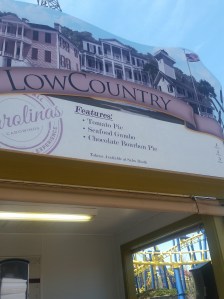 LOWCOUNTRY
Carolinas
Features:
• Tomato Pie
• Seafood Gumbo
• Chocolate Bourbon Pie